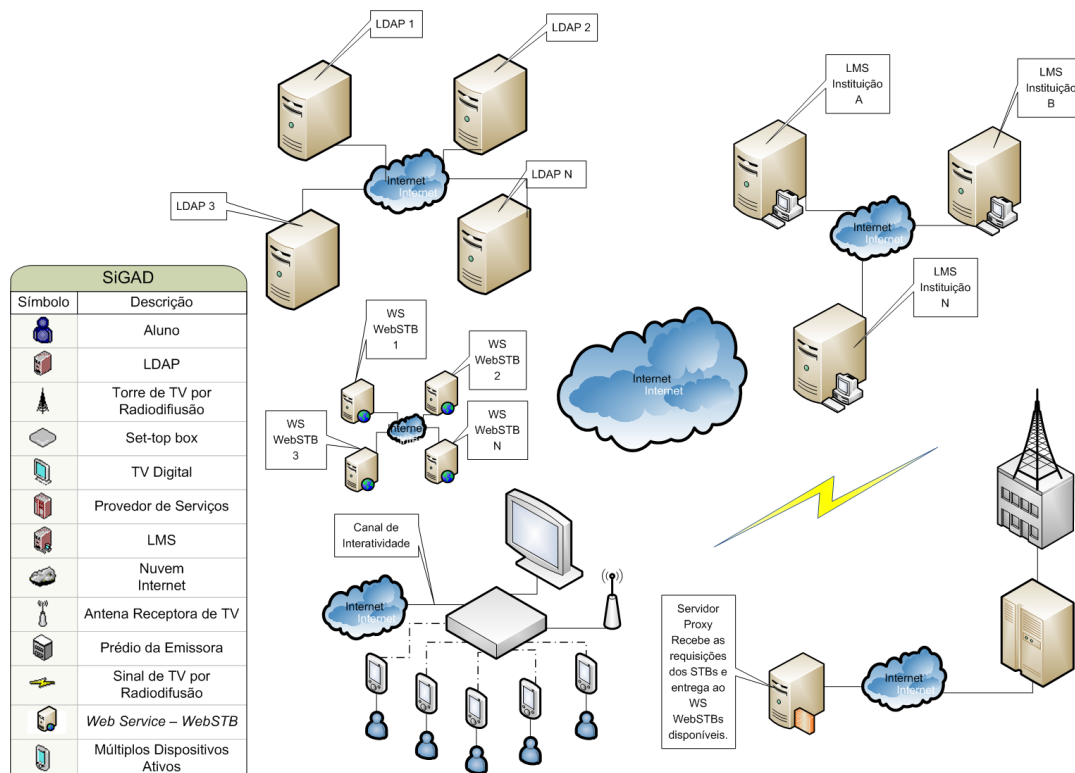 LDAP 1
LDAP 2
LMS
Instituição
A
LMS
Instituição
B
Internet
Internet
LDAP 3
LDAP N
Internet
Internet
LMS
Instituição
N
SiGAD
Símbolo
Descrição
Aluno
LDAP
Torre de TV por
Radiodifusão
Set-top box
TV Digital
Provedor de Serviços
LMS
Nuvem
Internet
Antena Receptora de TV
Prédio da Emissora
Sinal de TV por
Radiodifusão
Web Service – WebSTB
Múltiplos Dispositivos
Ativos
WS
WebSTB
1
WS
WebSTB
2
WS
WebSTB
3
WS
WebSTB
N
Internet
Internet
Internet
Internet
Canal de
Interatividade
Internet
Internet
Servidor
Proxy
Recebe as
requisições
dos STBs e
entrega ao
WS
WebSTBs
disponíveis.
Internet
Internet